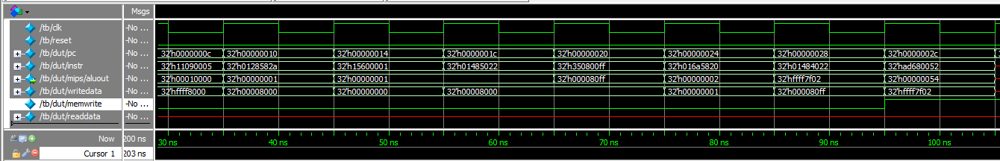 Msgs
/tb/clk -No ...
/tb/reset -No ...
/tb/dut/pc -No ... 32'h0000000c 32'h00000010 32'h00000014 32'h0000001c 32'h00000020 32'h00000024 32'h00000028 32'h0000002c
/tb/dut/instr -No ... 32'h11090005 32'h0128582a 32'h15600001 32'h01485022 32'h350800ff 32'h016a5820 32'h01484022 32'had680052
/tb/dut/mips/aluout -No ... 32'h00010000 32'h00000001 32'h00000001 32'h000080ff 32'h00000002 32'hffff7f02 32'h00000054
/tb/dut/writedata -No ... 32'hffff8000 32'h00008000 32'h00000000 32'h00008000 32'h00000001 32'h000080ff 32'hffff7f02
/tb/dut/memwrite -No ...
/tb/dut/readdata -No ...
Now 200 ns 30 ns 40 ns 50 ns 60 ns 70 ns 80 ns 90 ns 100 ns
Cursor 1 203 ns